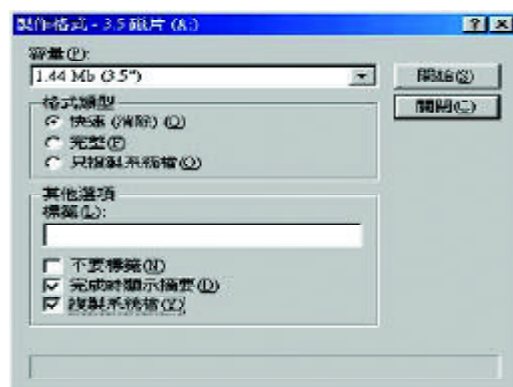 製作格式 - 3.5 磁片 (A:)
容量(P):
1.44 Mb (3.5")
開始(S)
關閉(C)
格式類型
快速 (消除) (Q)
完整(F)
只複製系統檔(O)
其他選項
標籤(L):
不要標籤(N)
完成時顯示摘要(D)
複製系統檔(Y)